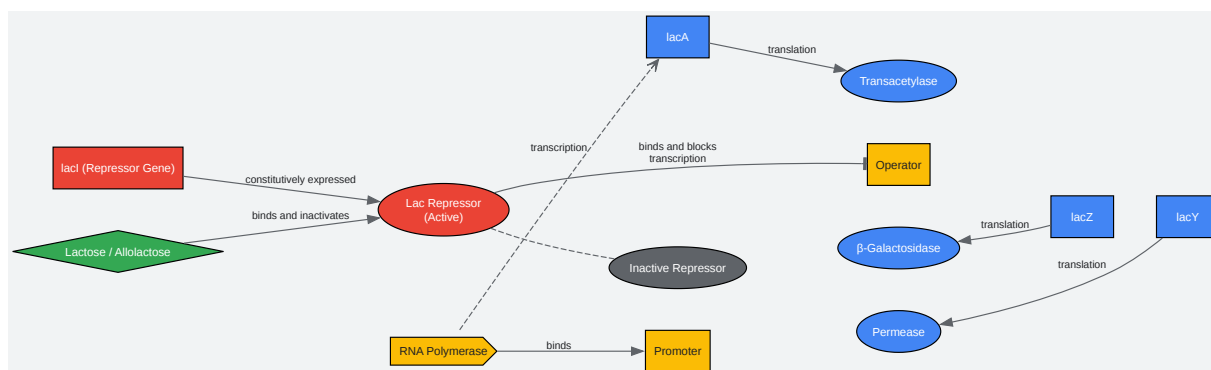 lacA
translation
Transacetylase
transcription
binds and blocks
transcription
Operator
lacI (Repressor Gene)
constitutively expressed
Lac Repressor
(Active)
binds and inactivates
Lactose / Allolactose
Inactive Repressor
lacZ
lacY
translation
β-Galactosidase
translation
Permease
RNA Polymerase
binds
Promoter